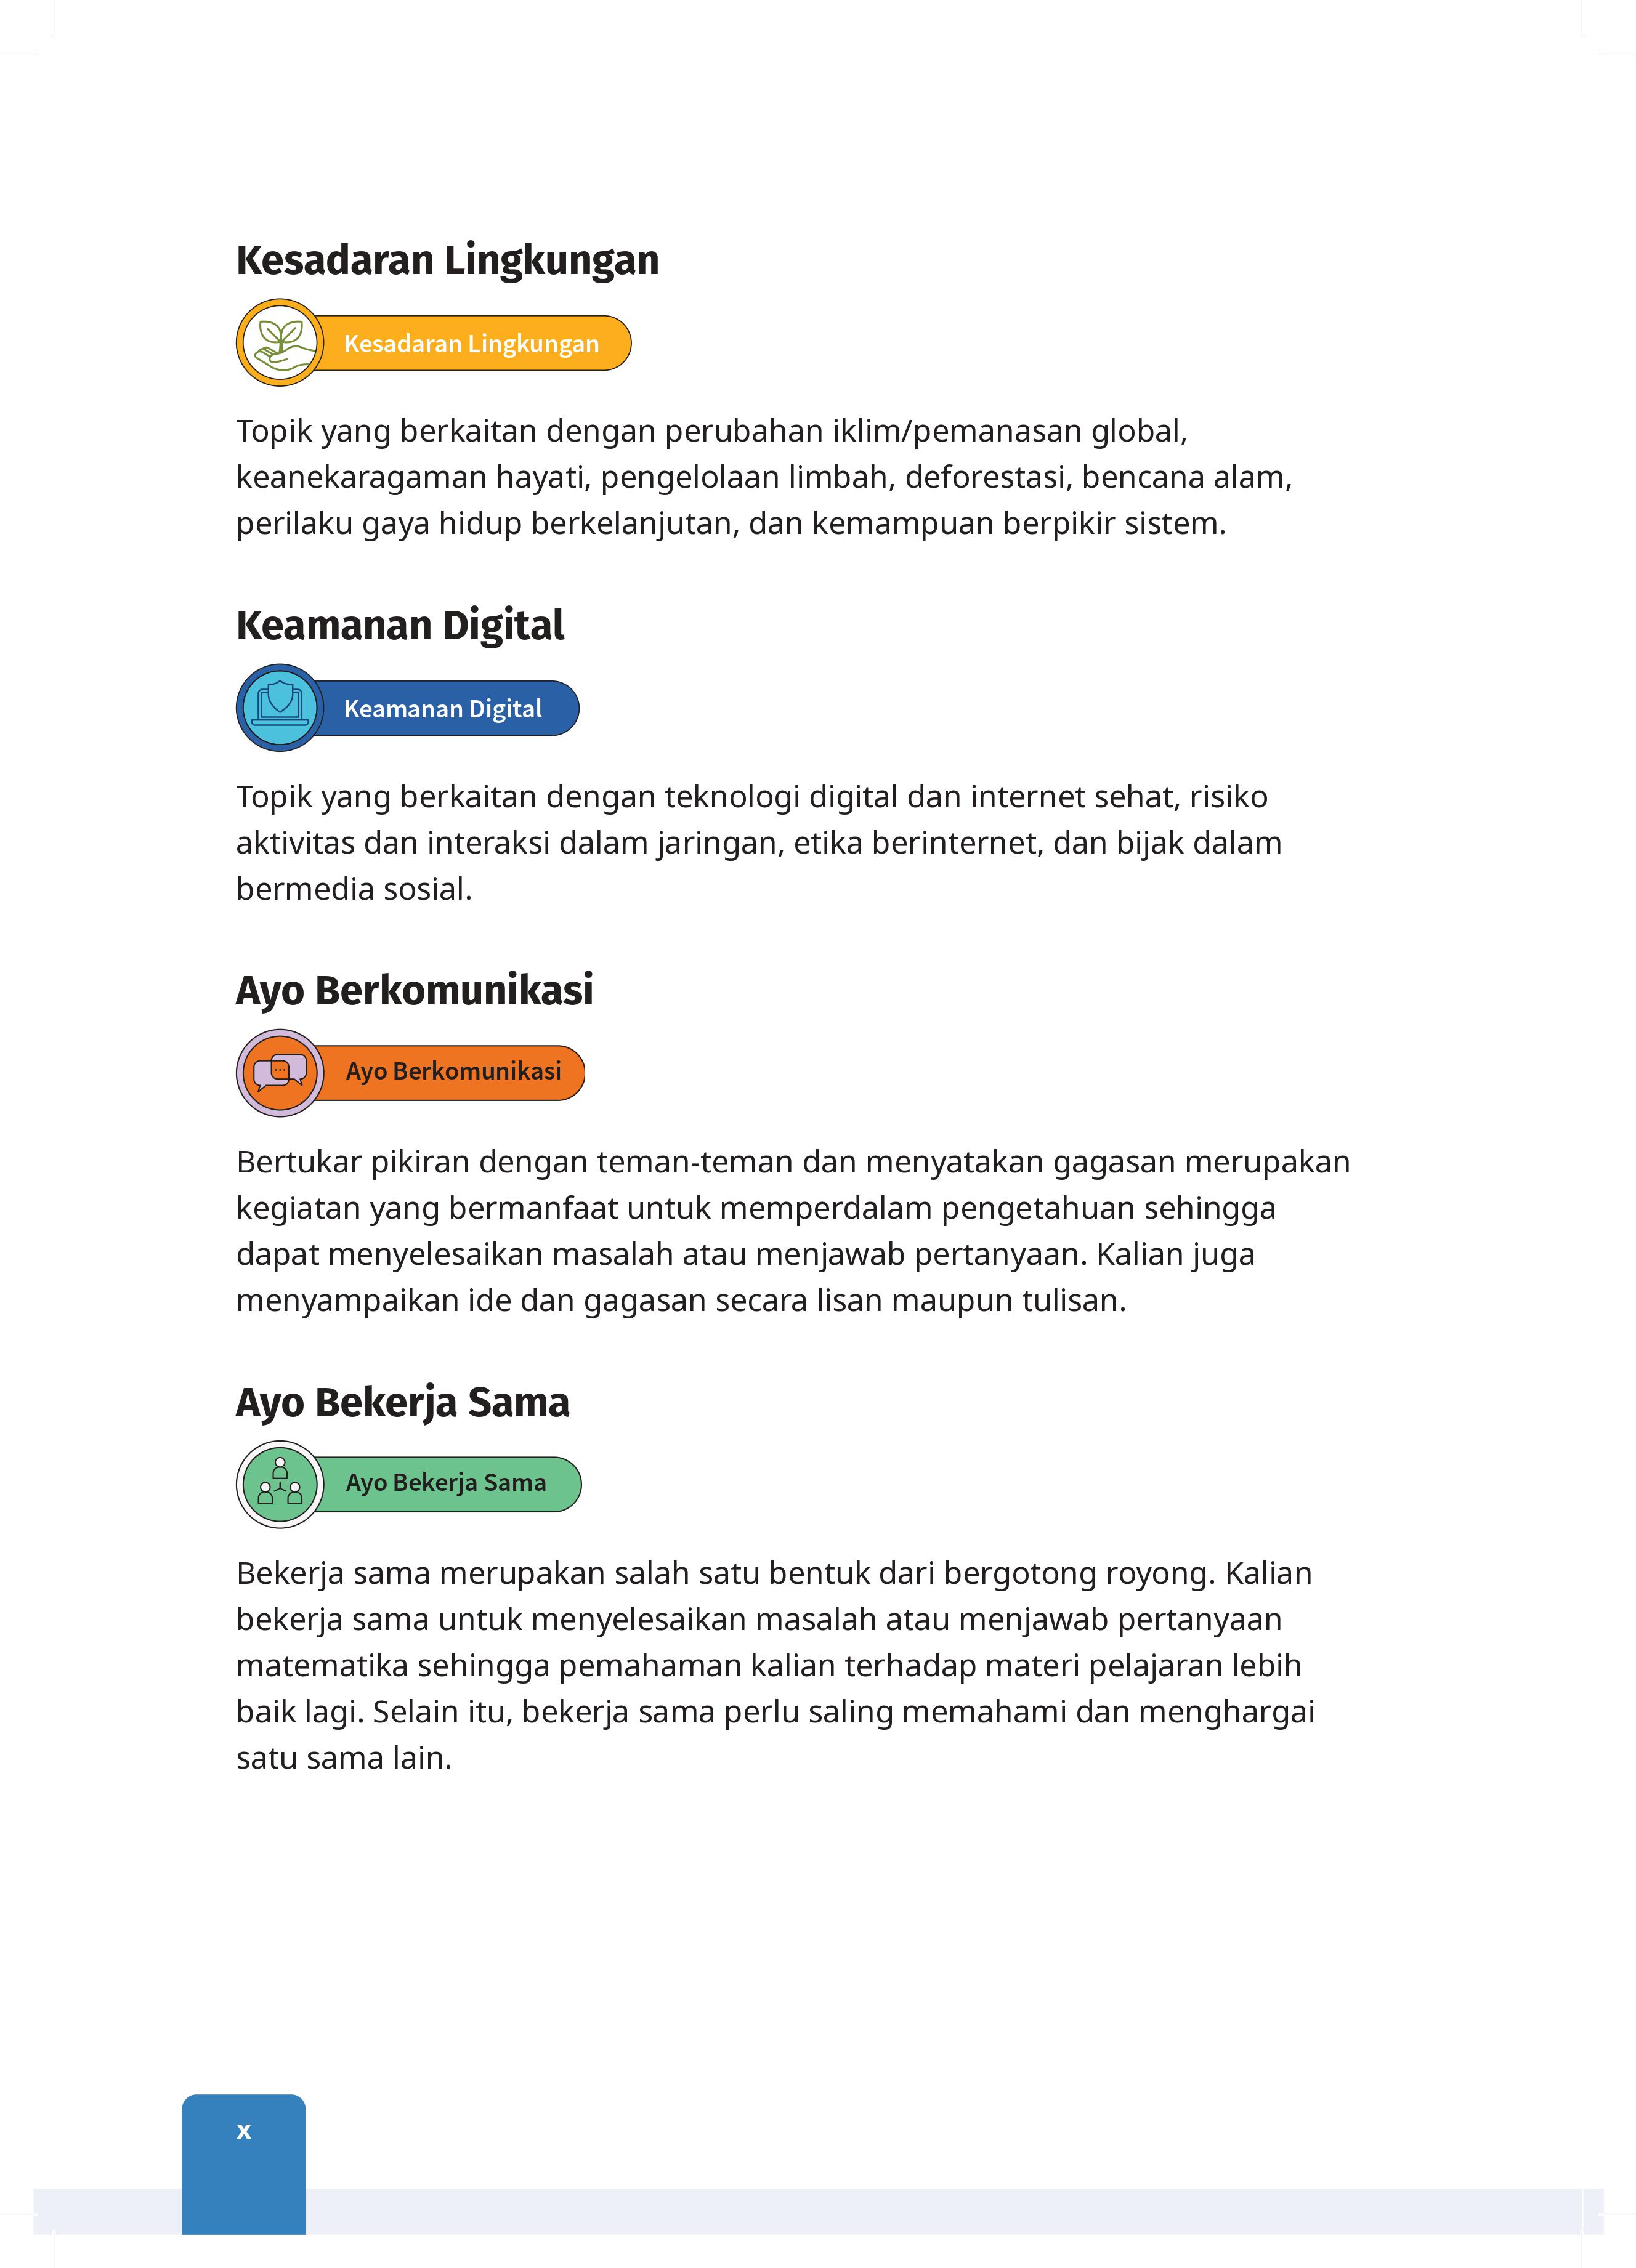 Kesadaran Lingkungan
Kesadaran Lingkungan
Topik yang berkaitan dengan perubahan iklim/pemanasan global,
keanekaragaman hayati, pengelolaan limbah, deforestasi, bencana alam,
perilaku gaya hidup berkelanjutan, dan kemampuan berpikir sistem.
Keamanan Digital
Keamanan Digital
Topik yang berkaitan dengan teknologi digital dan internet sehat, risiko
aktivitas dan interaksi dalam jaringan, etika berinternet, dan bijak dalam
bermedia sosial.
Ayo Berkomunikasi
Ayo Berkomunikasi
Bertukar pikiran dengan teman-teman dan menyatakan gagasan merupakan
kegiatan yang bermanfaat untuk memperdalam pengetahuan sehingga
dapat menyelesaikan masalah atau menjawab pertanyaan. Kalian juga
menyampaikan ide dan gagasan secara lisan maupun tulisan.
Ayo Bekerja Sama
Ayo Bekerja Sama
Bekerja sama merupakan salah satu bentuk dari bergotong royong. Kalian
bekerja sama untuk menyelesaikan masalah atau menjawab pertanyaan
matematika sehingga pemahaman kalian terhadap materi pelajaran lebih
baik lagi. Selain itu, bekerja sama perlu saling memahami dan menghargai
satu sama lain.
x